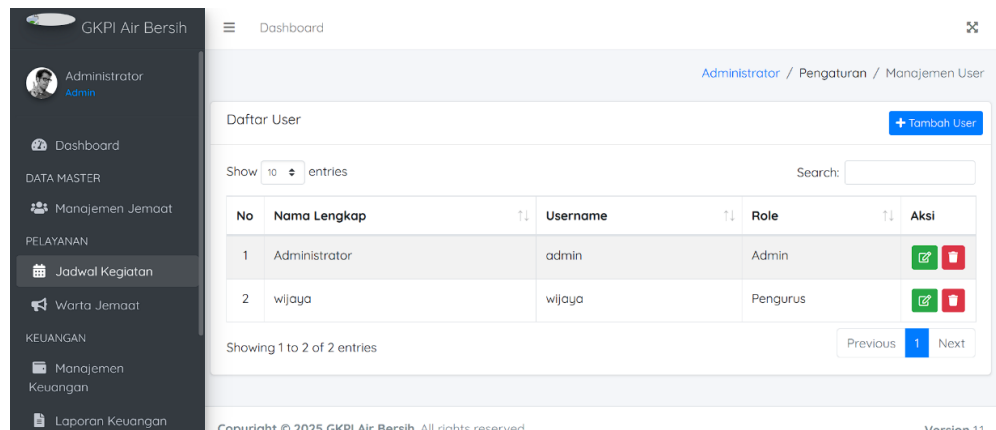 GKPI Air Bersih
Dashboard
Administrator
Admin
Administrator / Pengaturan / Manajemen User
Dashboard
DATA MASTER
Manajemen Jemaat
PELAYANAN
Jadwal Kegiatan
Warta Jemaat
KEUANGAN
Manajemen
Keuangan
Laporan Keuangan
Daftar User
+ Tambah User
Show 10 entries
Search:
No Nama Lengkap Username Role Aksi
1 Administrator admin Admin
2 wijaya wijaya Pengurus
Showing 1 to 2 of 2 entries
Previous 1 Next
Copyright © 2025 GKPI Air Bersih. All rights reserved.
Version 1.1